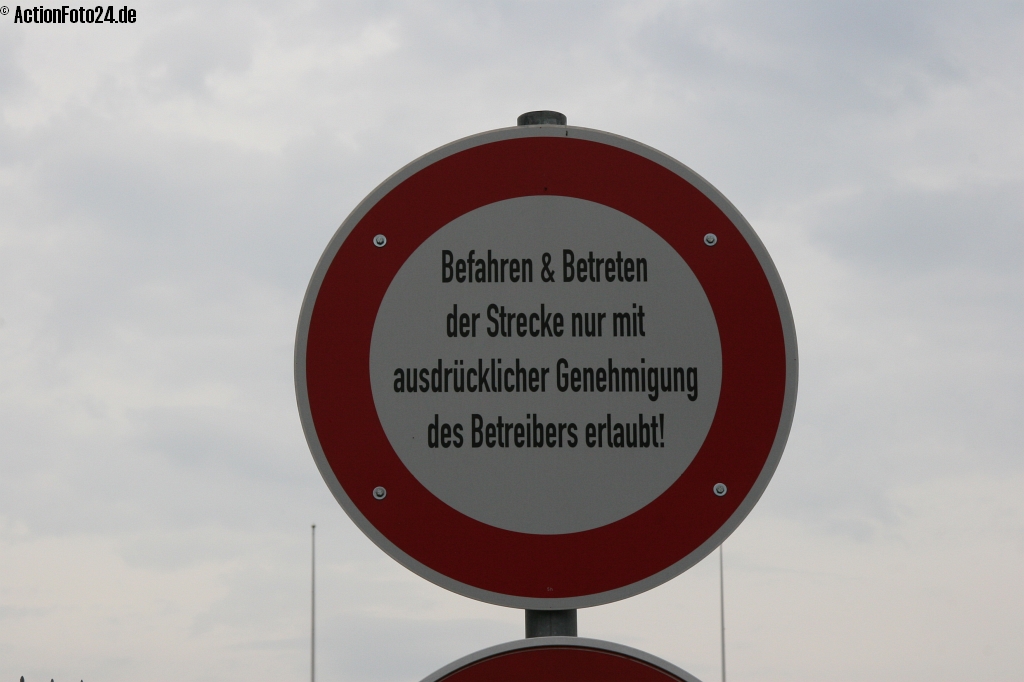 © ActionFoto24.de
Befahren & Betreten
der Strecke nur mit
ausdrücklicher Genehmigung
des Betreibers erlaubt!